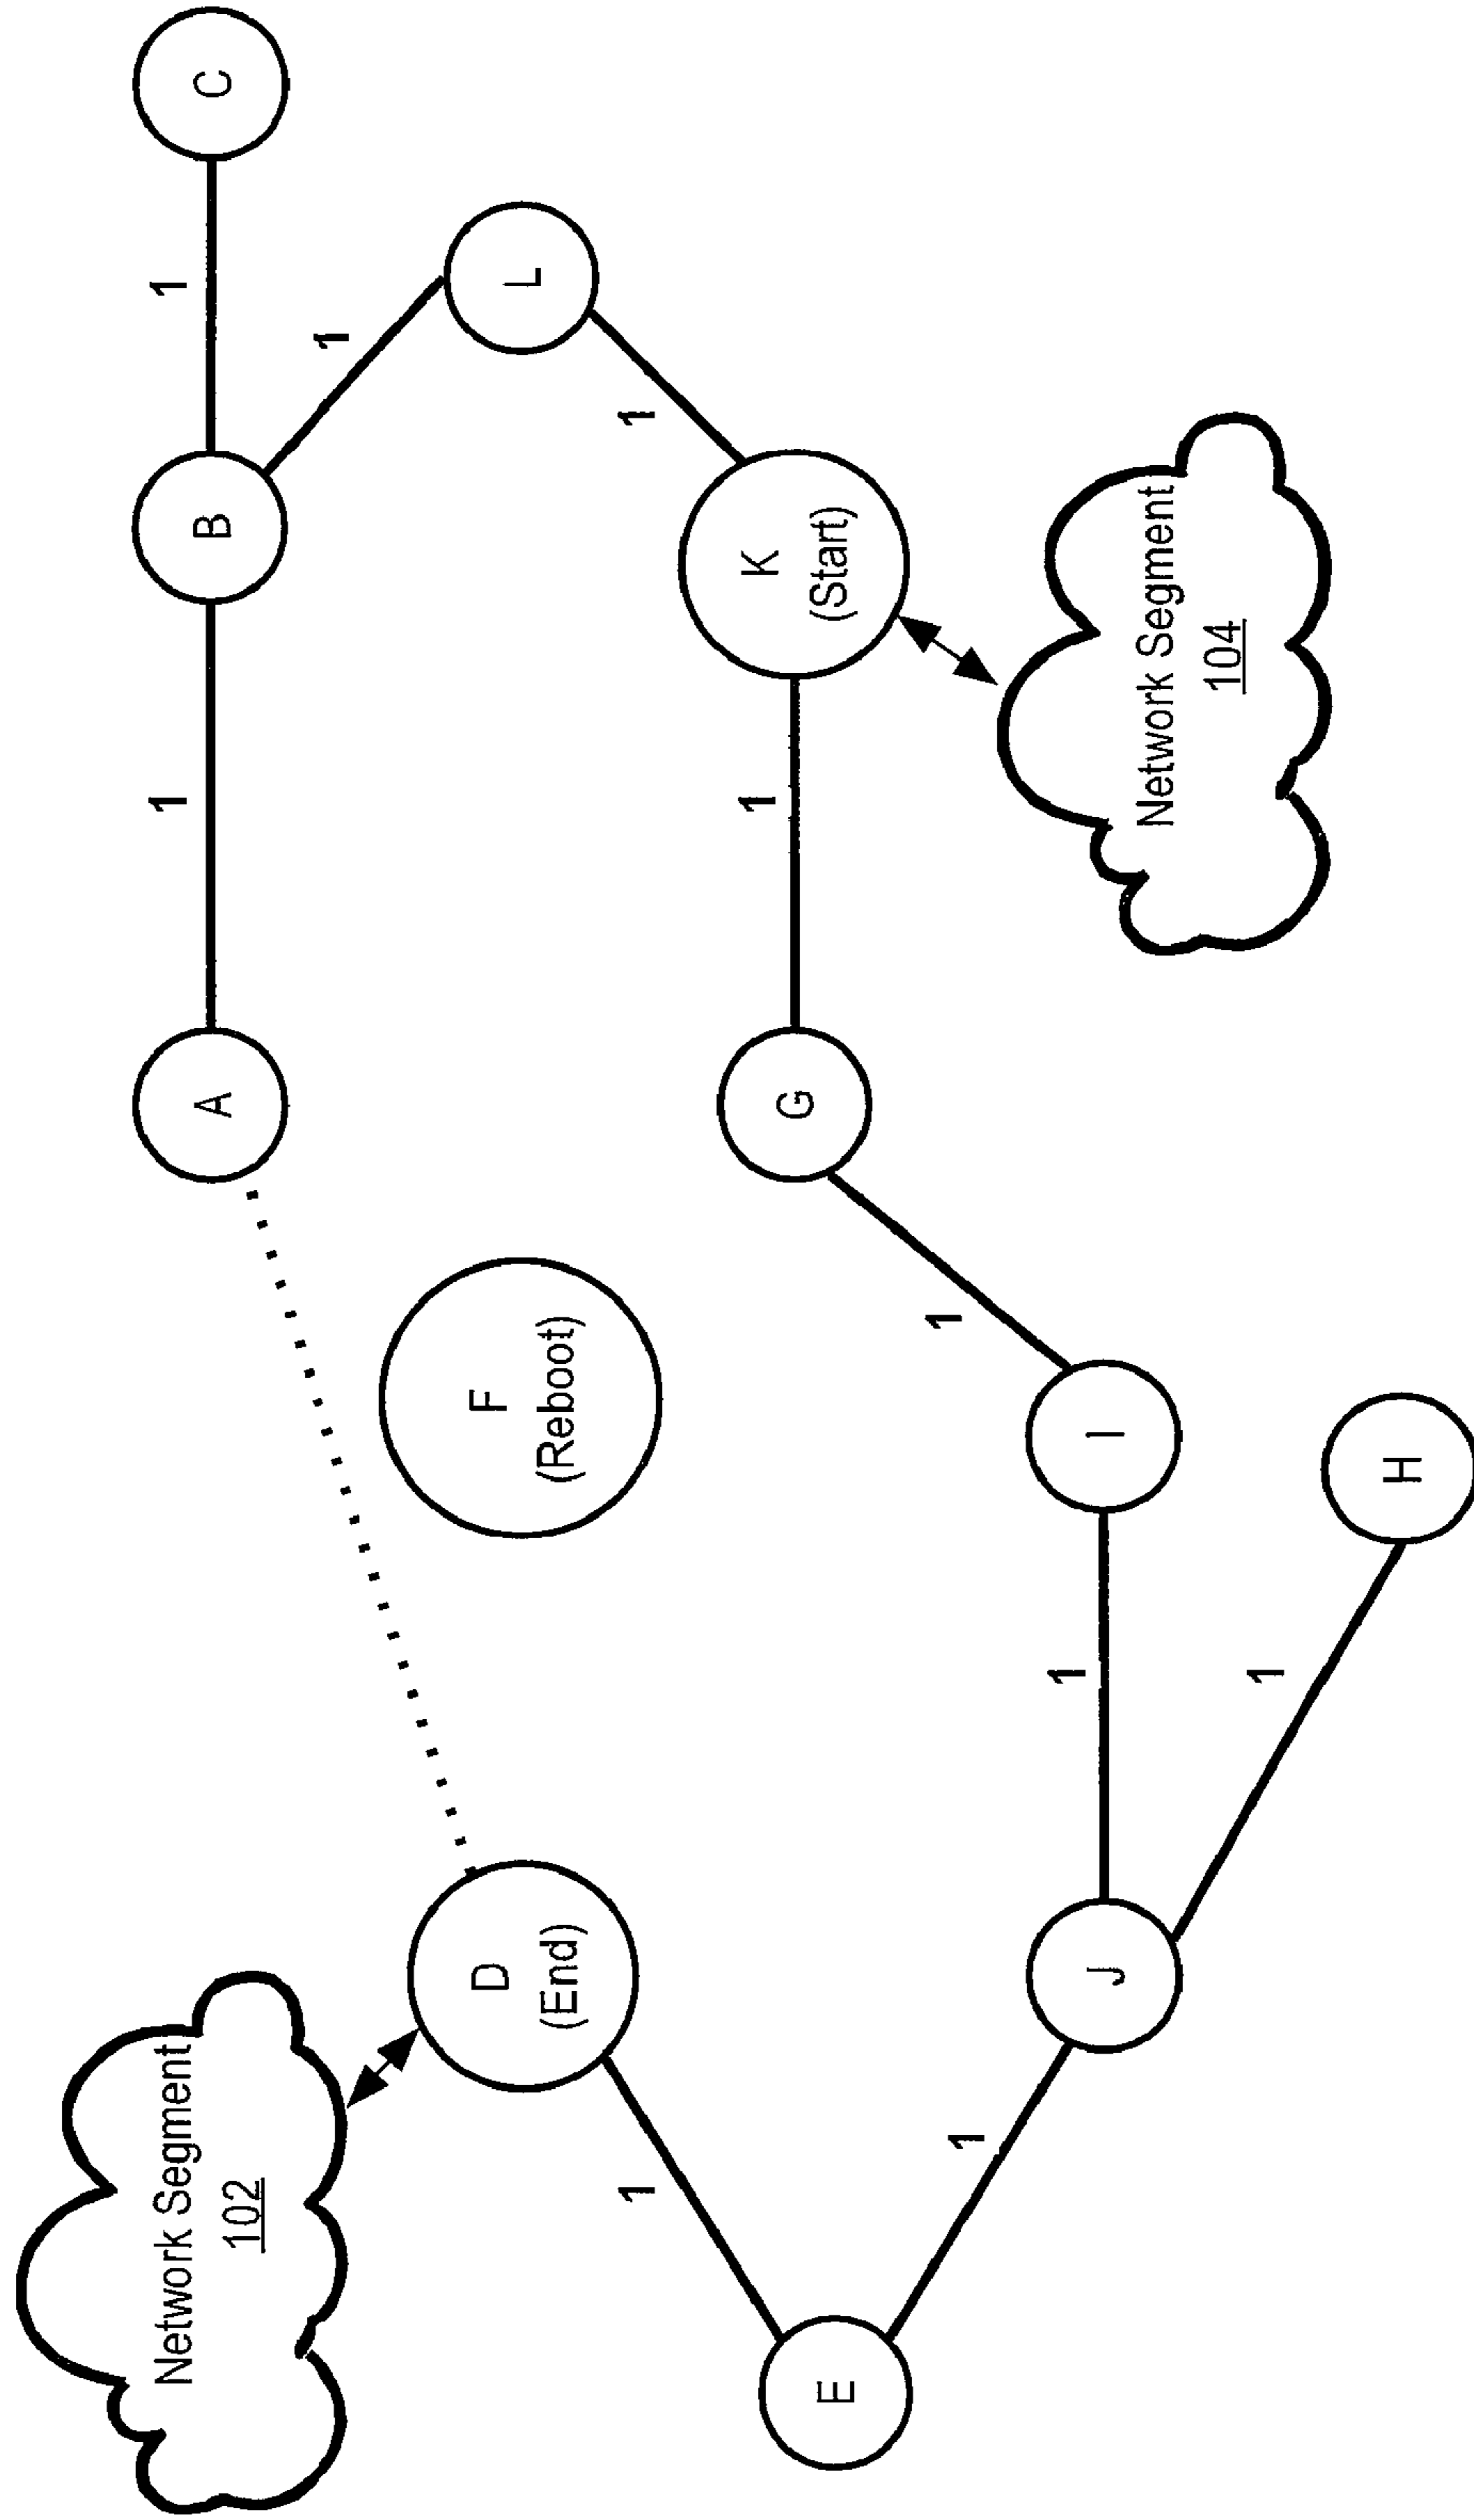 Network Segment
102
1
1
A
B
C
1
D
(End)
F
(Reboot)
L
1
1
1
K
(Start)
G
E
1
1
1
J
I
Network Segment
104
1
H